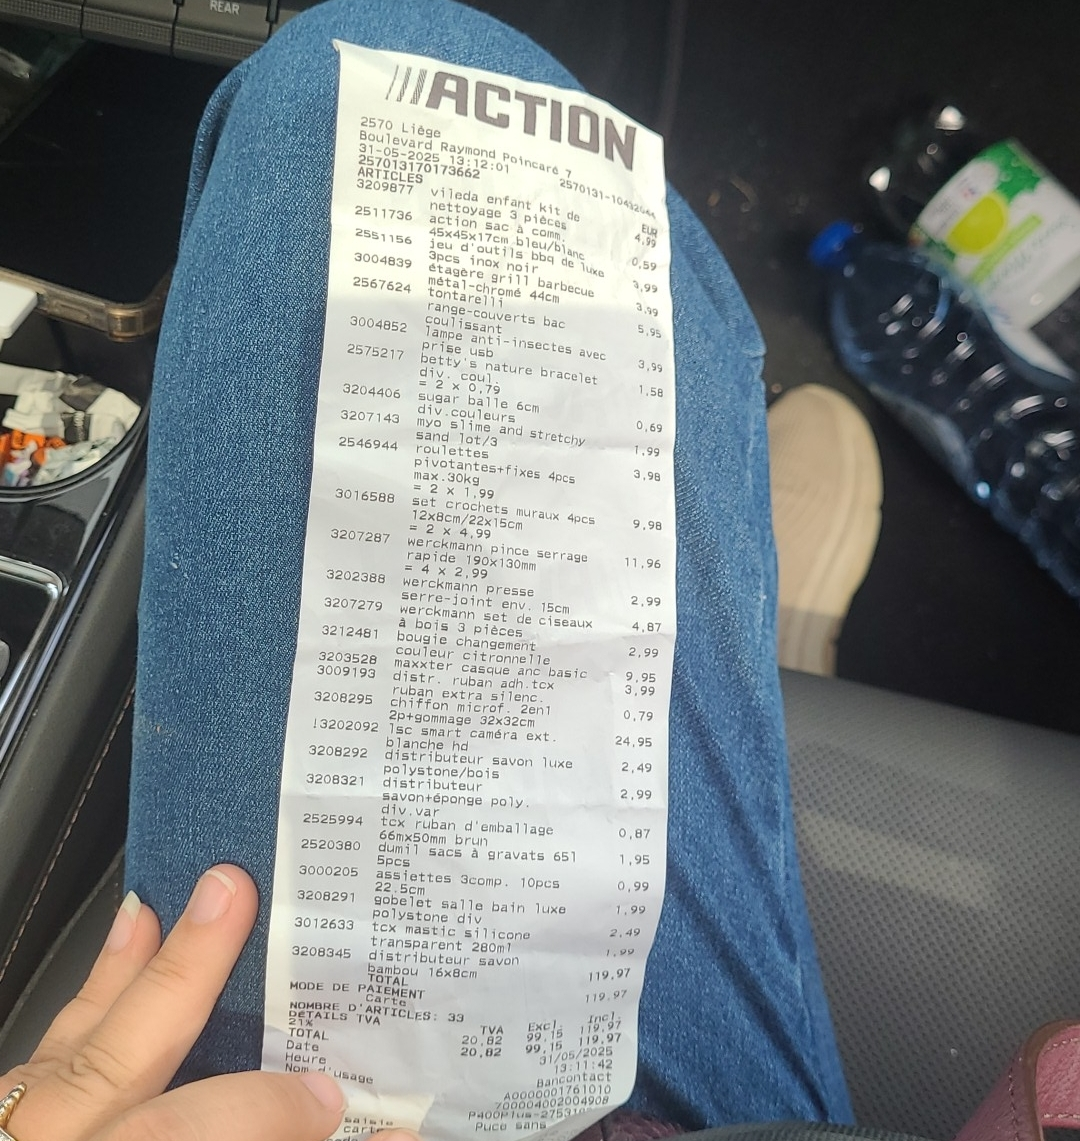 REAR
ACTION
2570 Liège
Boulevard Raymond Poincaré 7
31-05-2025 13:12:01
257013170173662
ARTICLES
EUR
3209877 vileda enfant kit de
nettoyage 3 pièces 4,99
2511736 action sac à comm.
45x45x17cm bleu/blanc 0,59
2551156 jeu d'outils bbq de luxe
3pcs inox noir 3,99
3004839 étagère grill barbecue
métal-chromé 44cm 3,99
2567624 tontarelli
range-couverts bac
coulissant 5,95
3004852 lampe anti-insectes avec
prise usb 3,99
2575217 betty's nature bracelet
div. coul. 1,58
= 2 x 0,79
3204406 sugar balle 6cm
div.couleurs 0,69
3207143 myo slime and stretchy
sand lot/3 1,99
2546944 roulettes
pivotantes+fixes 4pcs
max.30kg 3,98
= 2 x 1,99
3016588 set crochets muraux 4pcs
12x8cm/22x15cm 9,98
= 2 x 4,99
3207287 werckmann pince serrage
rapide 190x130mm 11,96
= 4 x 2,99
3202388 werckmann presse
serre-joint env. 15cm 2,99
3207279 werckmann set de ciseaux
à bois 3 pièces 4,87
3212481 bougie changement
couleur citronnelle 2,99
3203528 maxxter casque anc basic 9,95
3009193 distr. ruban adh.tcx
ruban extra silenc. 3,99
3208295 chiffon microf. 2en1
2p+gommage 32x32cm 0,79
!3202092 lsc smart caméra ext.
blanche hd 24,95
3208292 distributeur savon luxe
polystone/bois 2,49
3208321 distributeur
savon+éponge poly.
div.var 2,99
2525994 tcx ruban d'emballage
66mx50mm brun 0,87
2520380 dumil sacs à gravats 65l
5pcs 1,95
3000205 assiettes 3comp. 10pcs
22.5cm 0,99
3208291 gobelet salle bain luxe
polystone div 1,99
3012633 tcx mastic silicone
transparent 280ml 2,49
3208345 distributeur savon
bambou 16x8cm 1,99
TOTAL 119,97
MODE DE PAIEMENT
Carte 119,97
NOMBRE D'ARTICLES: 33
DÉTAILS TVA
TVA Excl. Incl.
21% 20,82 99,15 119,97
TOTAL 20,82 99,15 119,97
Date 31/05/2025
Heure 13:11:42
Nom d'usage Bancontact
A0000001761010
700004002004908
Puce sans